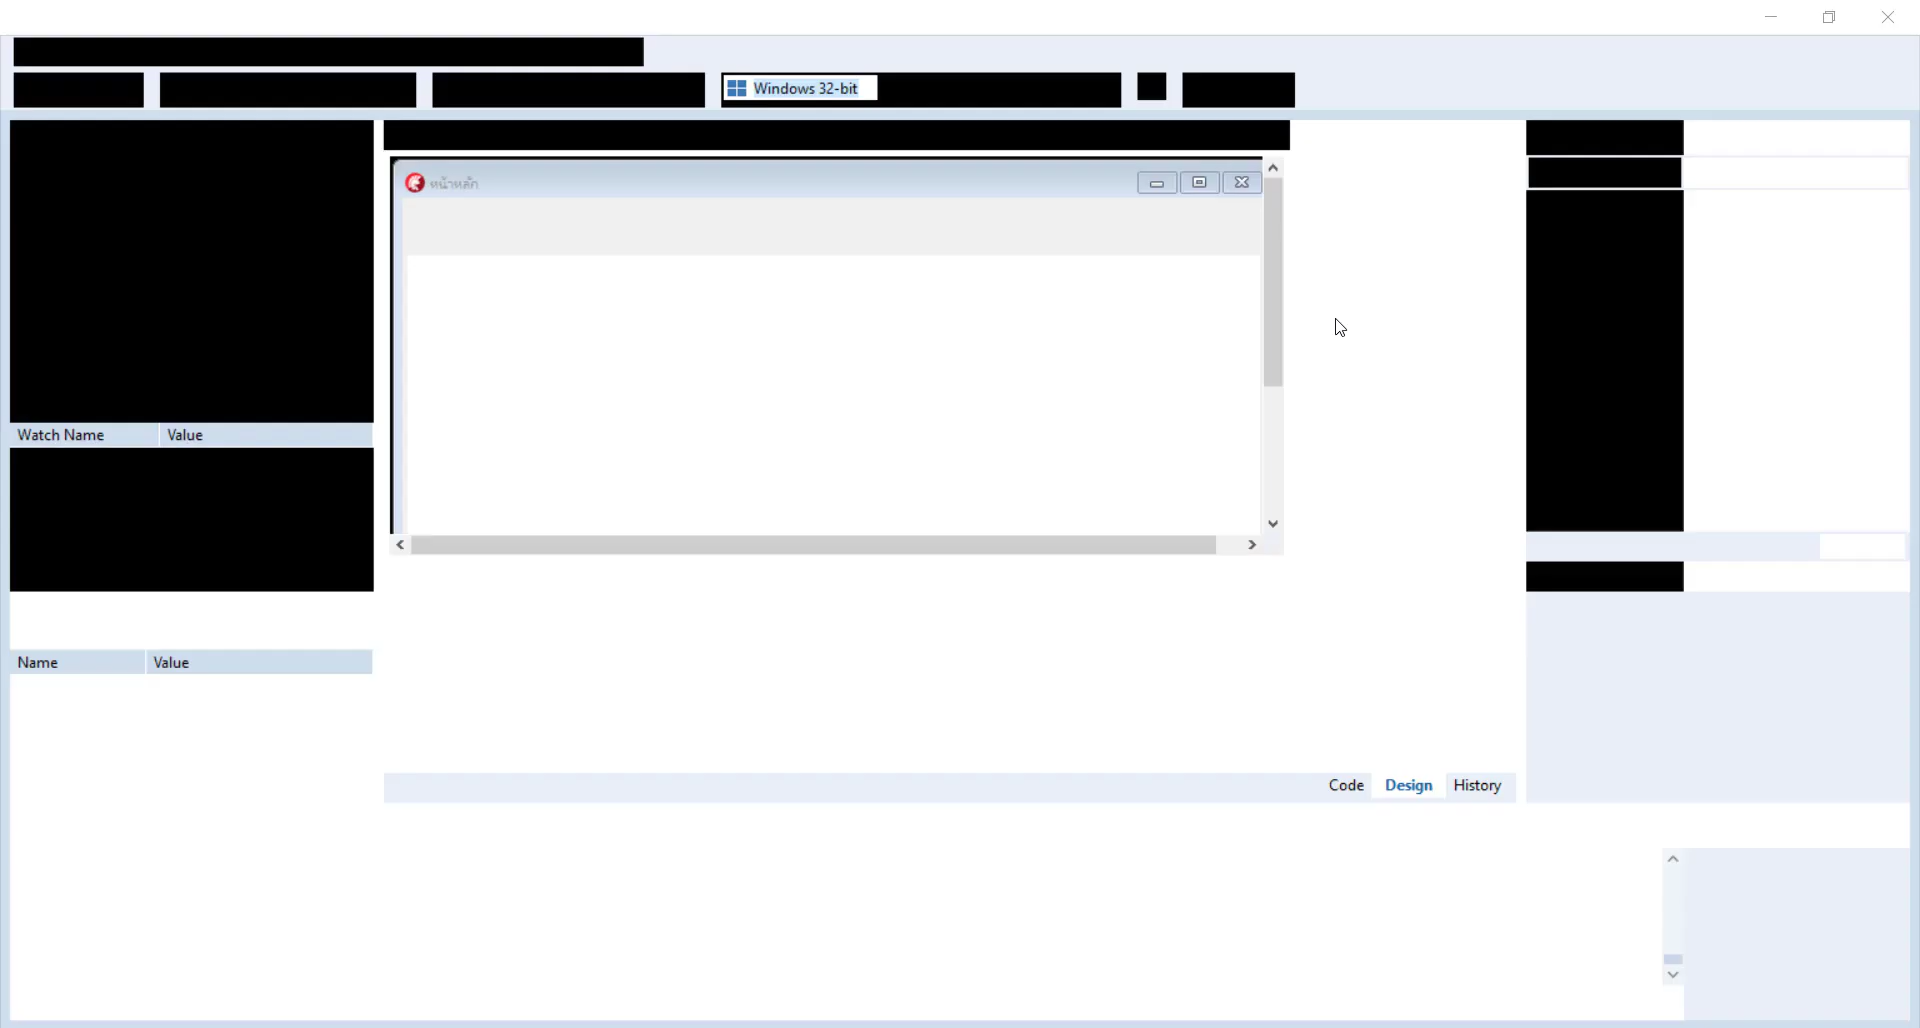 Windows 32-bit
หน้าหลัก
Watch Name Value
Name Value
Code Design History